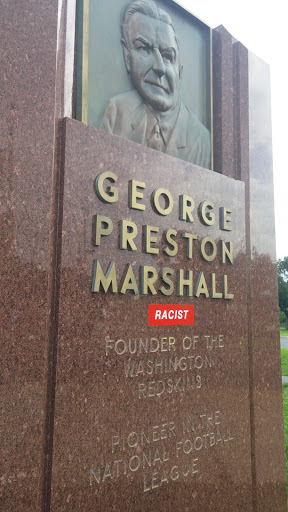 GEORGE
PRESTON
MARSHALL
RACIST
FOUNDER OF THE
WASHINGTON
REDSKINS
PIONEER IN THE
NATIONAL FOOTBALL
LEAGUE